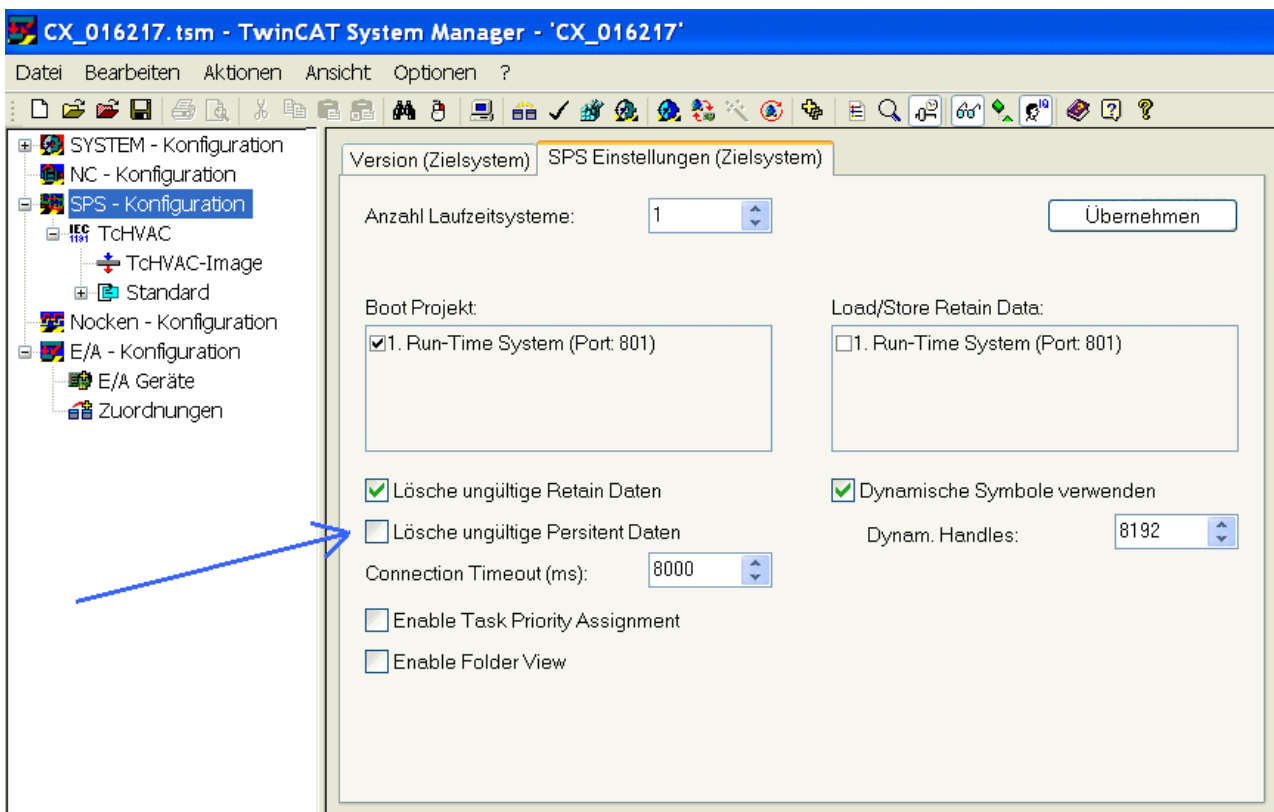 CX_016217.tsm - TwinCAT System Manager - 'CX_016217'
Datei Bearbeiten Aktionen Ansicht Optionen ?
SYSTEM - Konfiguration
NC - Konfiguration
SPS - Konfiguration
IEC 1131 TcHVAC
TcHVAC-Image
Standard
Nocken - Konfiguration
E/A - Konfiguration
E/A Geräte
Zuordnungen
Version (Zielsystem) SPS Einstellungen (Zielsystem)
Anzahl Laufzeitsysteme: 1 Übernehmen
Boot Projekt: Load/Store Retain Data:
1. Run-Time System (Port: 801) 1. Run-Time System (Port: 801)
Lösche ungültige Retain Daten Dynamische Symbole verwenden
Lösche ungültige Persitent Daten Dynam. Handles: 8192
Connection Timeout (ms): 8000
Enable Task Priority Assignment
Enable Folder View